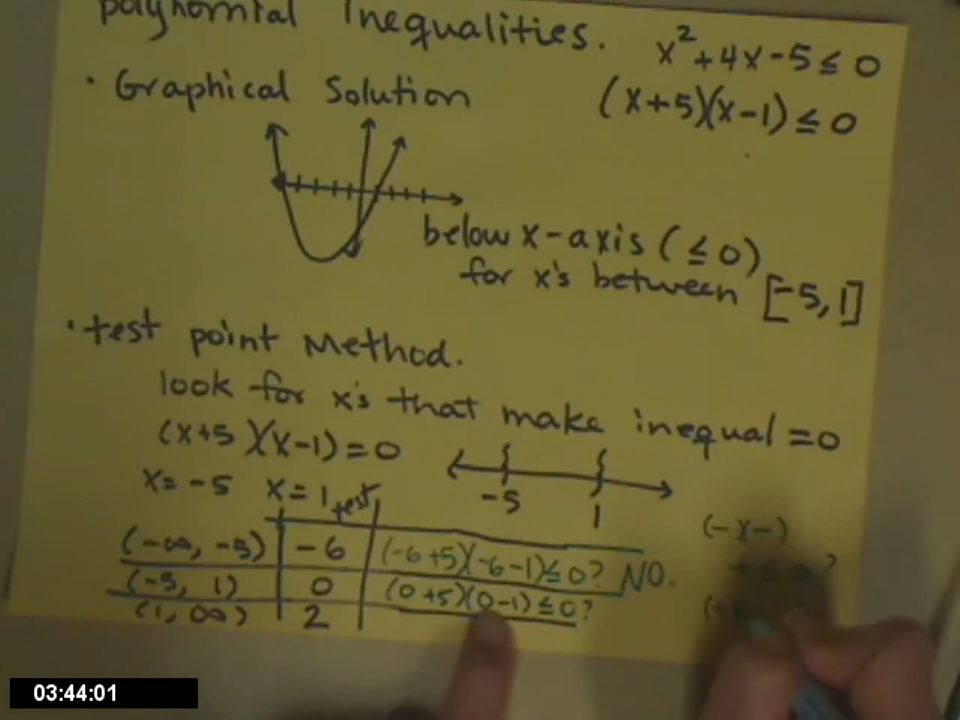 polynomial Inequalities.
x² + 4x - 5 ≤ 0
• Graphical Solution
(x+5)(x-1) ≤ 0
below x-axis (≤ 0)
for x's between [-5, 1]
• test point Method.
look for x's that make inequal = 0
(x+5)(x-1) = 0
x = -5 x = 1
-5 1
test
(-∞, -5) -6 (-6+5)(-6-1) ≤ 0? NO.
(-5, 1) 0 (0+5)(0-1) ≤ 0?
(1, ∞) 2
(-)(-)
03:44:01